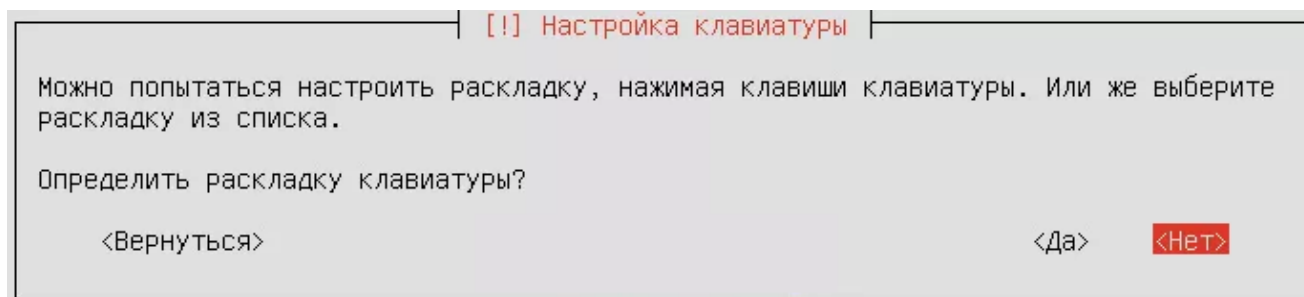 [!] Настройка клавиатуры
Можно попытаться настроить раскладку, нажимая клавиши клавиатуры. Или же выберите
раскладку из списка.
Определить раскладку клавиатуры?
<Вернуться> <Да> <Нет>